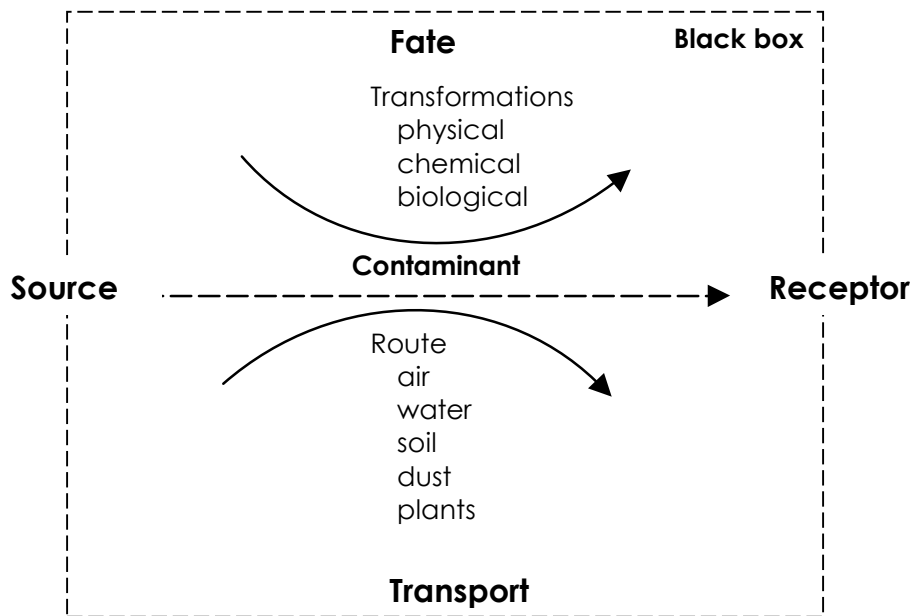 Fate
Black box
Transformations
physical
chemical
biological
Contaminant
Source
Receptor
Route
air
water
soil
dust
plants
Transport